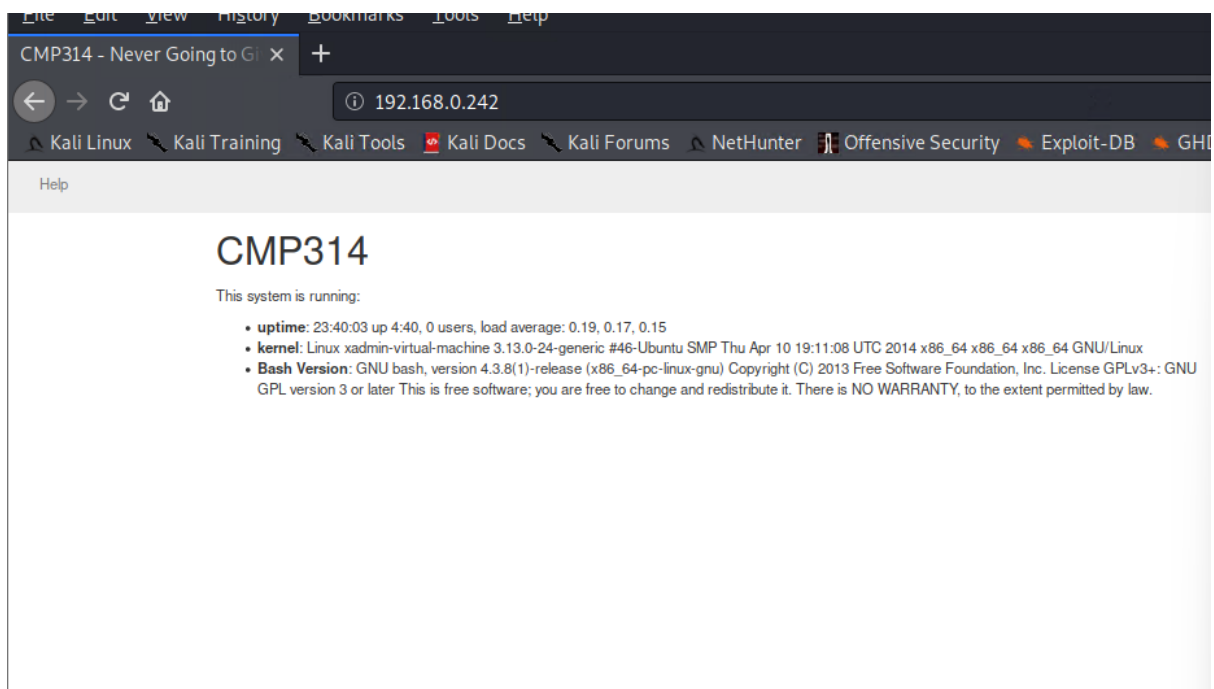 File Edit View History Bookmarks Tools Help
CMP314 - Never Going to Gi
192.168.0.242
Kali Linux Kali Training Kali Tools Kali Docs Kali Forums NetHunter Offensive Security Exploit-DB GHD
Help
CMP314
This system is running:
• uptime: 23:40:03 up 4:40, 0 users, load average: 0.19, 0.17, 0.15
• kernel: Linux xadmin-virtual-machine 3.13.0-24-generic #46-Ubuntu SMP Thu Apr 10 19:11:08 UTC 2014 x86_64 x86_64 x86_64 GNU/Linux
• Bash Version: GNU bash, version 4.3.8(1)-release (x86_64-pc-linux-gnu) Copyright (C) 2013 Free Software Foundation, Inc. License GPLv3+: GNU
GPL version 3 or later This is free software; you are free to change and redistribute it. There is NO WARRANTY, to the extent permitted by law.